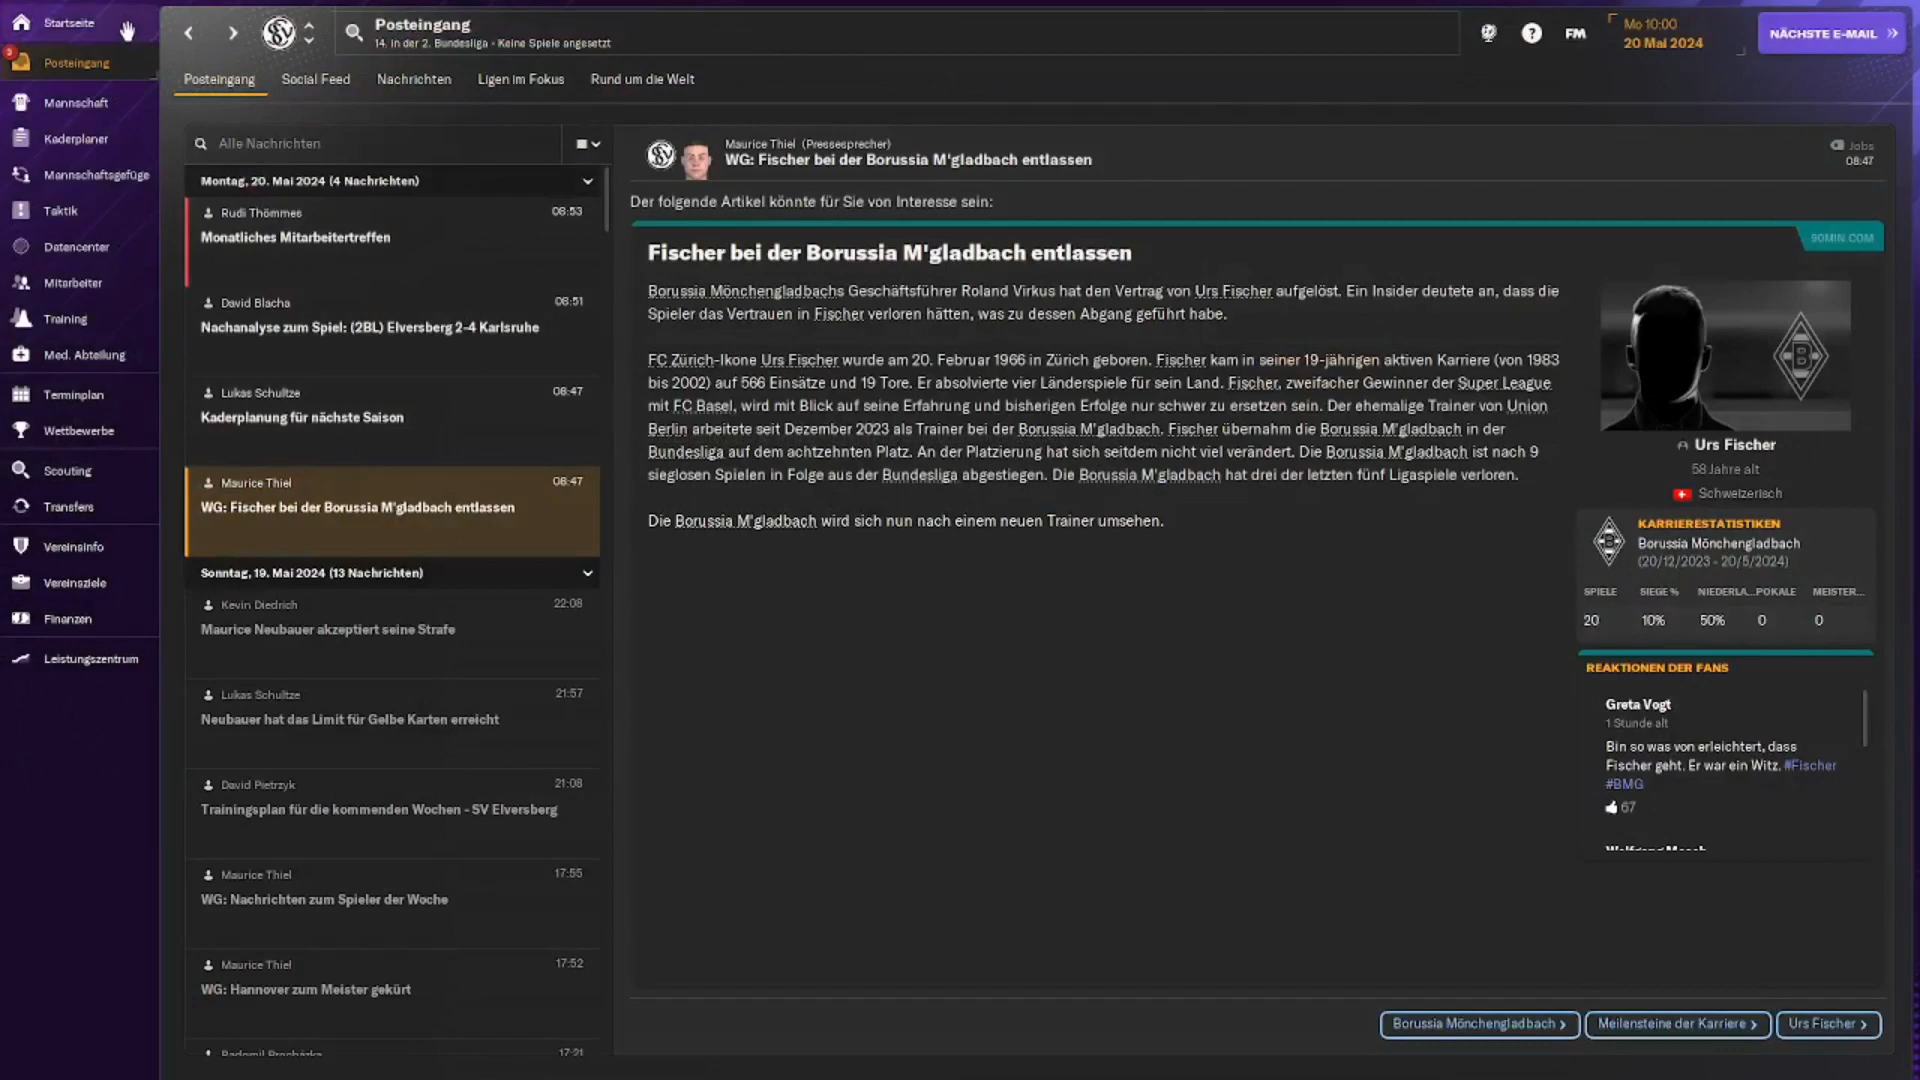 Startseite
3
Posteingang
Mannschaft
Kaderplaner
Mannschaftsgefüge
Taktik
Datencenter
Mitarbeiter
Training
Med. Abteilung
Terminplan
Wettbewerbe
Scouting
Transfers
Vereinsinfo
Vereinsziele
Finanzen
Leistungszentrum
Posteingang
14. in der 2. Bundesliga - Keine Spiele angesetzt
FM
Mo 10:00
20 Mai 2024
NÄCHSTE E-MAIL
Posteingang Social Feed Nachrichten Ligen im Fokus Rund um die Welt
Alle Nachrichten
Montag, 20. Mai 2024 (4 Nachrichten)
Rudi Thömmes 08:53
Monatliches Mitarbeitertreffen
David Blacha 08:51
Nachanalyse zum Spiel: (2BL) Elversberg 2-4 Karlsruhe
Lukas Schultze 08:47
Kaderplanung für nächste Saison
Maurice Thiel 08:47
WG: Fischer bei der Borussia M'gladbach entlassen
Sonntag, 19. Mai 2024 (13 Nachrichten)
Kevin Diedrich 22:08
Maurice Neubauer akzeptiert seine Strafe
Lukas Schultze 21:57
Neubauer hat das Limit für Gelbe Karten erreicht
David Pietrzyk 21:08
Trainingsplan für die kommenden Wochen - SV Elversberg
Maurice Thiel 17:55
WG: Nachrichten zum Spieler der Woche
Maurice Thiel 17:52
WG: Hannover zum Meister gekürt
Radomil Procházka 17:21
Maurice Thiel (Pressesprecher)
WG: Fischer bei der Borussia M'gladbach entlassen
Jobs
08:47
Der folgende Artikel könnte für Sie von Interesse sein:
90MIN.COM
Fischer bei der Borussia M'gladbach entlassen
Borussia Mönchengladbachs Geschäftsführer Roland Virkus hat den Vertrag von Urs Fischer aufgelöst. Ein Insider deutete an, dass die
Spieler das Vertrauen in Fischer verloren hätten, was zu dessen Abgang geführt habe.
FC Zürich-Ikone Urs Fischer wurde am 20. Februar 1966 in Zürich geboren. Fischer kam in seiner 19-jährigen aktiven Karriere (von 1983
bis 2002) auf 566 Einsätze und 19 Tore. Er absolvierte vier Länderspiele für sein Land. Fischer, zweifacher Gewinner der Super League
mit FC Basel, wird mit Blick auf seine Erfahrung und bisherigen Erfolge nur schwer zu ersetzen sein. Der ehemalige Trainer von Union
Berlin arbeitete seit Dezember 2023 als Trainer bei der Borussia M'gladbach. Fischer übernahm die Borussia M'gladbach in der
Bundesliga auf dem achtzehnten Platz. An der Platzierung hat sich seitdem nicht viel verändert. Die Borussia M'gladbach ist nach 9
sieglosen Spielen in Folge aus der Bundesliga abgestiegen. Die Borussia M'gladbach hat drei der letzten fünf Ligaspiele verloren.
Die Borussia M'gladbach wird sich nun nach einem neuen Trainer umsehen.
Urs Fischer
58 Jahre alt
Schweizerisch
KARRIERESTATISTIKEN
Borussia Mönchengladbach
(20/12/2023 - 20/5/2024)
SPIELE SIEGE % NIEDERLA... POKALE MEISTER...
20 10% 50% 0 0
REAKTIONEN DER FANS
Greta Vogt
1 Stunde alt
Bin so was von erleichtert, dass
Fischer geht. Er war ein Witz. #Fischer
#BMG
67
Borussia Mönchengladbach Meilensteine der Karriere Urs Fischer